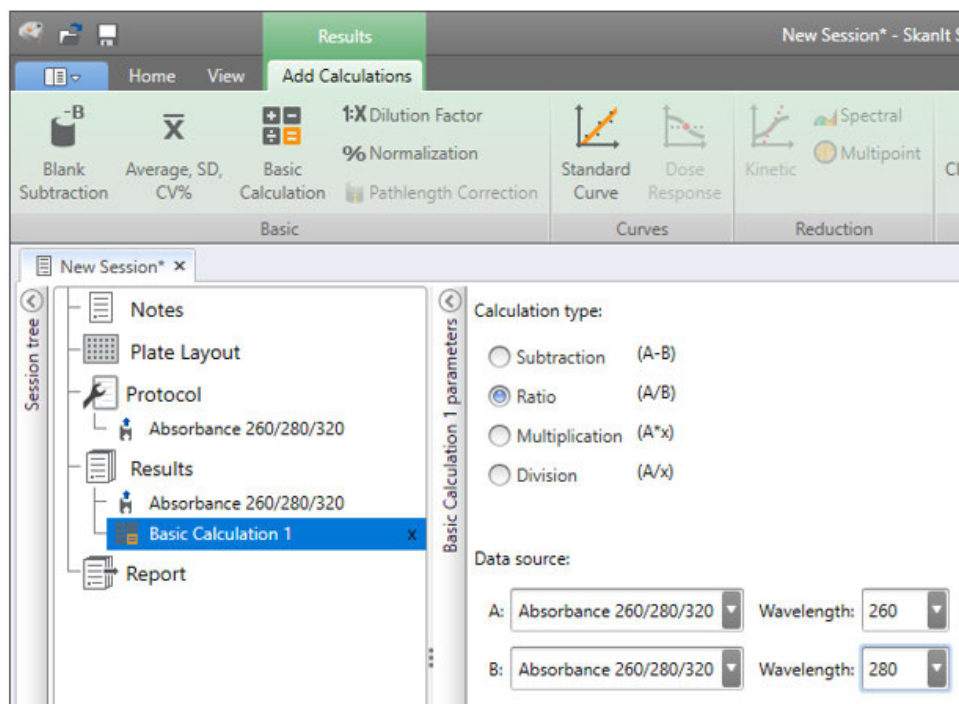 Results
New Session* - SkanIt S
Home View Add Calculations
-B
Blank Subtraction
x̄
Average, SD, CV%
Basic Calculation
1:X Dilution Factor
% Normalization
Pathlength Correction
Standard Curve
Dose Response
Kinetic
Spectral
Multipoint
Cl
Basic
Curves
Reduction
New Session* ×
Session tree
Notes
Plate Layout
Protocol
Absorbance 260/280/320
Results
Absorbance 260/280/320
Basic Calculation 1 x
Report
Basic Calculation 1 parameters
Calculation type:
Subtraction (A-B)
Ratio (A/B)
Multiplication (A*x)
Division (A/x)
Data source:
A: Absorbance 260/280/320 Wavelength: 260
B: Absorbance 260/280/320 Wavelength: 280